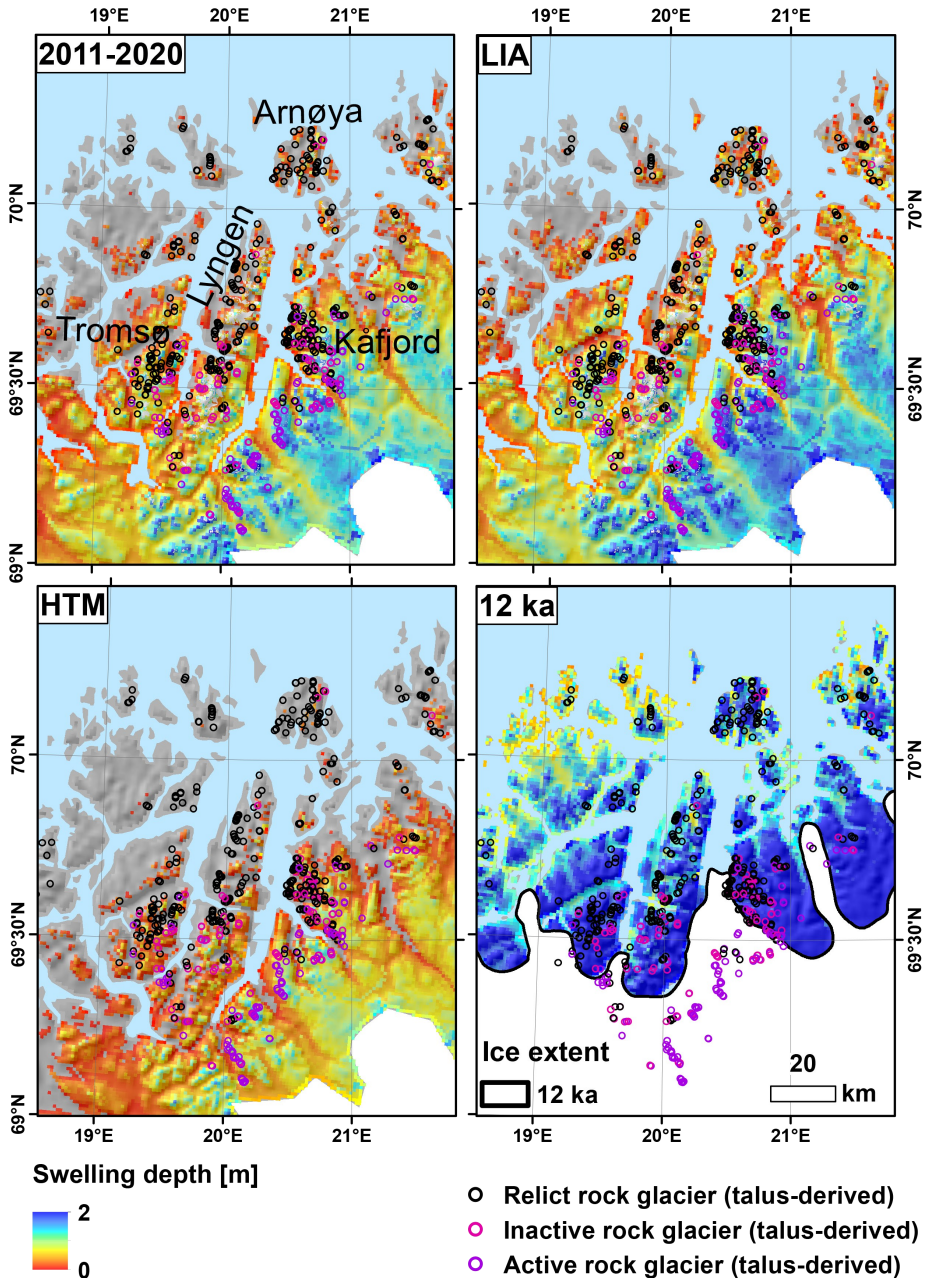 19°E 20°E 21°E 19°E 20°E 21°E
2011-2020 LIA
Arnøya
70°N 70°N
Lyngen
Tromsø Kåfjord
69°30'N 69°30'N
69°N
HTM 12 ka
70°N 70°N
69°30'N 69°30'N
Ice extent 20
12 ka km
69°N
19°E 20°E 21°E 19°E 20°E 21°E
Swelling depth [m]
2
0
Relict rock glacier (talus-derived)
Inactive rock glacier (talus-derived)
Active rock glacier (talus-derived)